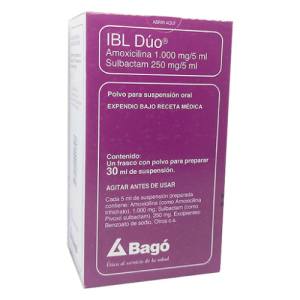 ABRIR AQUÍ
IBL Dúo®
Amoxicilina 1.000 mg/5 ml
Sulbactam 250 mg/5 ml
Polvo para suspensión oral
EXPENDIO BAJO RECETA MÉDICA
Contenido:
Un frasco con polvo para preparar
30 ml de suspensión.
AGITAR ANTES DE USAR
Cada 5 ml de suspensión (preparada
contiene: Amoxicilina (como Amoxicilina
trihidrato), 1.000 mg; Sulbactam (como
Pivoxil sulbactam), 250 mg. Excipientes:
Benzoato de sodio, Otros c.s.
Bagó
Ética al servicio de la salud